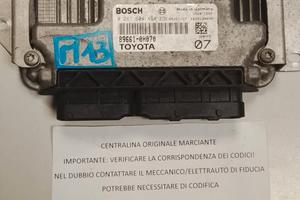 BOSCH
TOYOTA
89661-0H070
07
CENTRALINA ORIGINALE MARCIANTE
IMPORTANTE: VERIFICARE LA CORRISPONDENZA DEI CODICI!
NEL DUBBIO CONTATTARE IL MECCANICO/ELETTRAUTO DI FIDUCIA
POTREBBE NECESSITARE DI CODIFICA